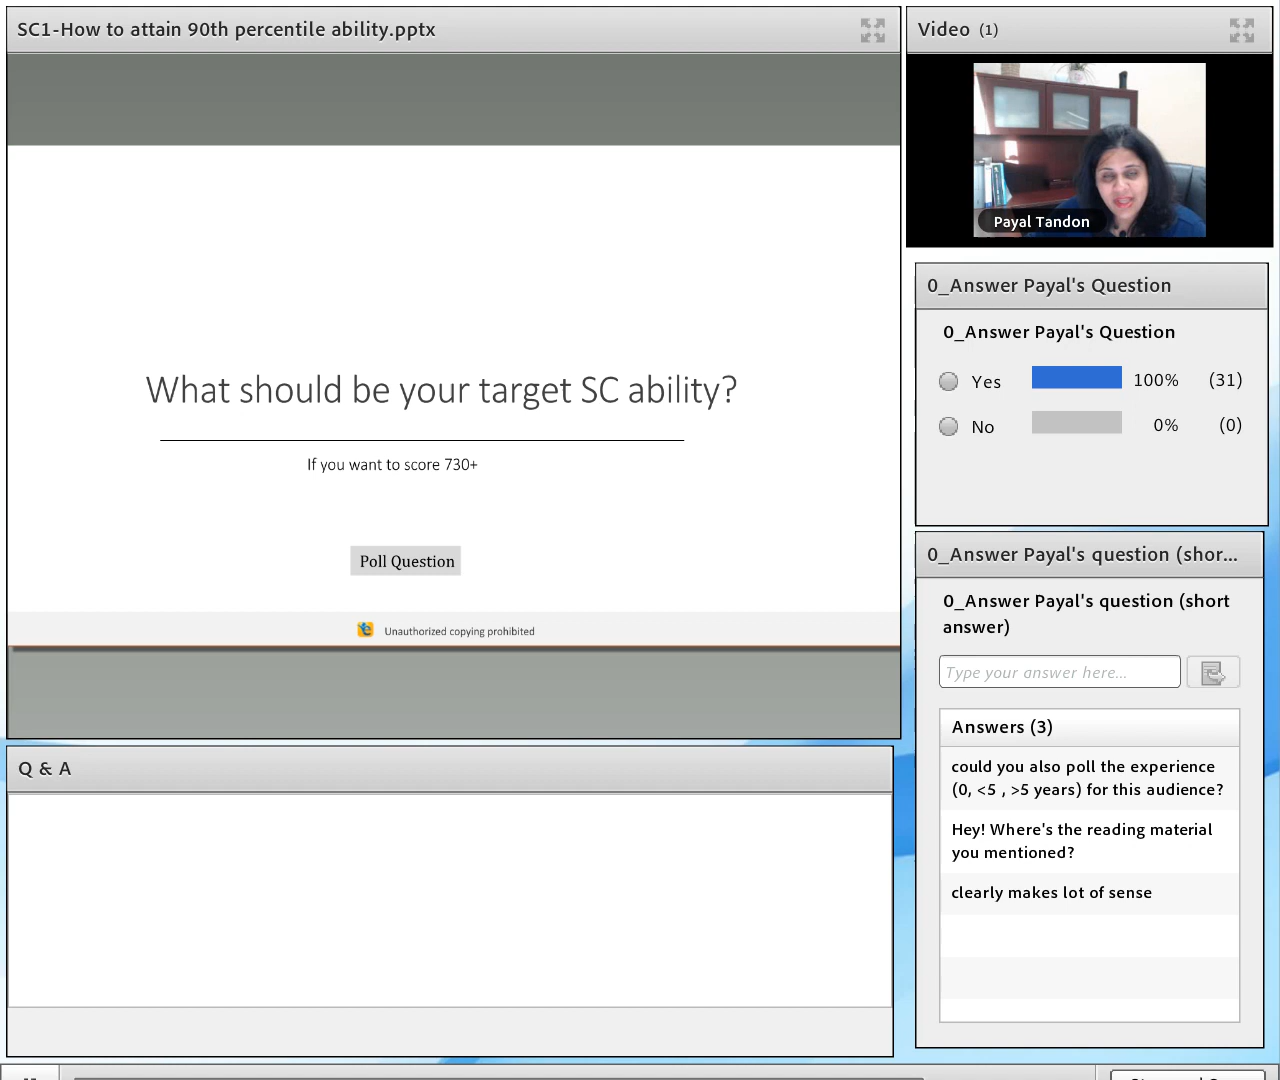 SC1-How to attain 90th percentile ability.pptx
What should be your target SC ability?
If you want to score 730+
Poll Question
Unauthorized copying prohibited
Q & A
Video (1)
Payal Tandon
0_Answer Payal's Question
0_Answer Payal's Question
Yes 100% (31)
No 0% (0)
0_Answer Payal's question (shor...
0_Answer Payal's question (short
answer)
Type your answer here...
Answers (3)
could you also poll the experience
(0, <5 , >5 years) for this audience?
Hey! Where's the reading material
you mentioned?
clearly makes lot of sense